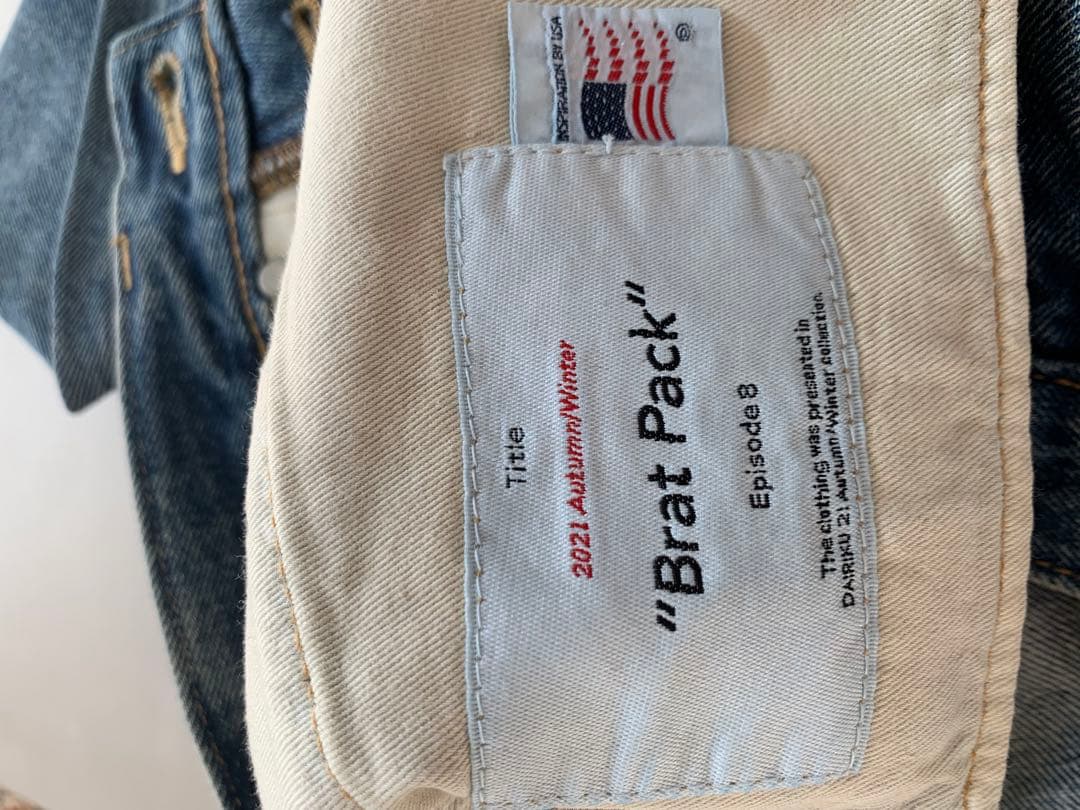 INSPIRATION BY USA
®
Title
2021 Autumn/Winter
"Brat Pack"
Episode 8
The clothing was presented in
DAIRIKU 21 Autumn/Winter collection.